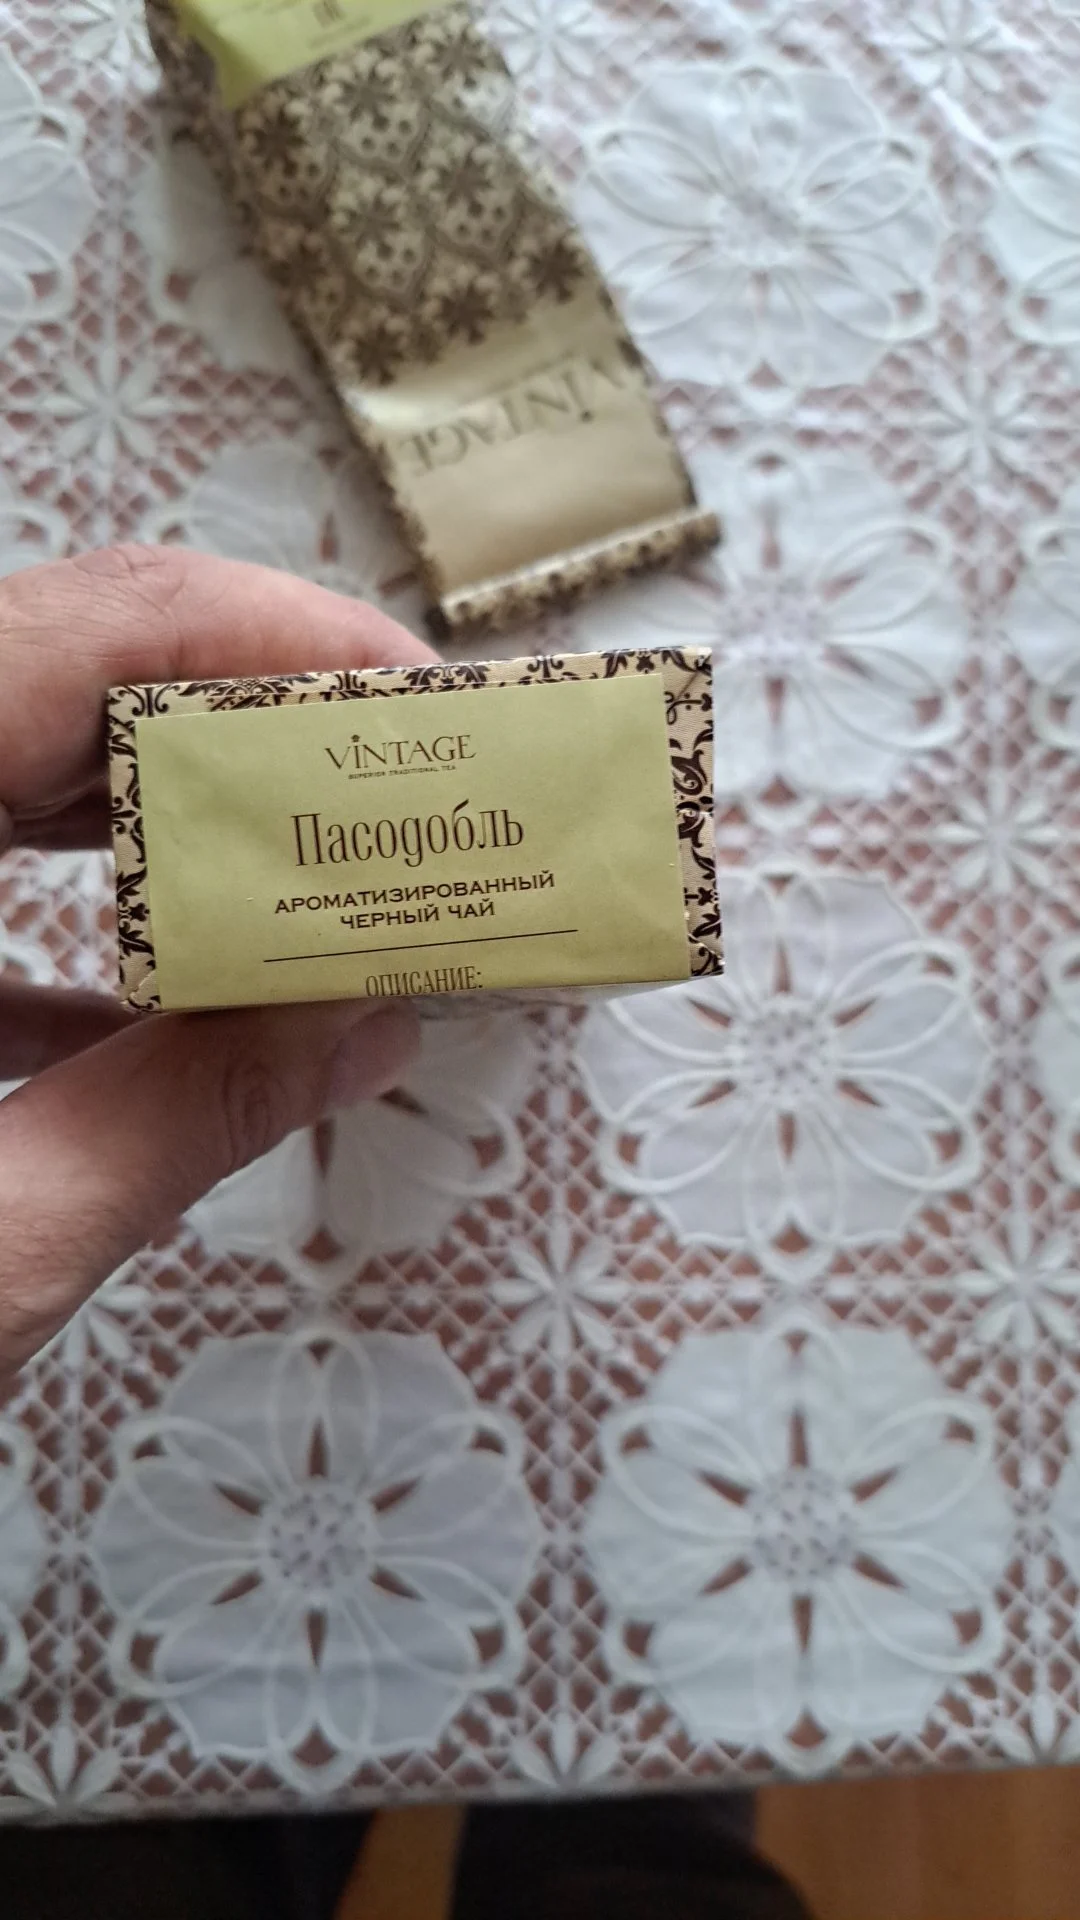 VINTAGE
VINTAGE
SUPERIOR TRADITIONAL TEA
Пасодобль
АРОМАТИЗИРОВАННЫЙ
ЧЕРНЫЙ ЧАЙ
ОПИСАНИЕ: